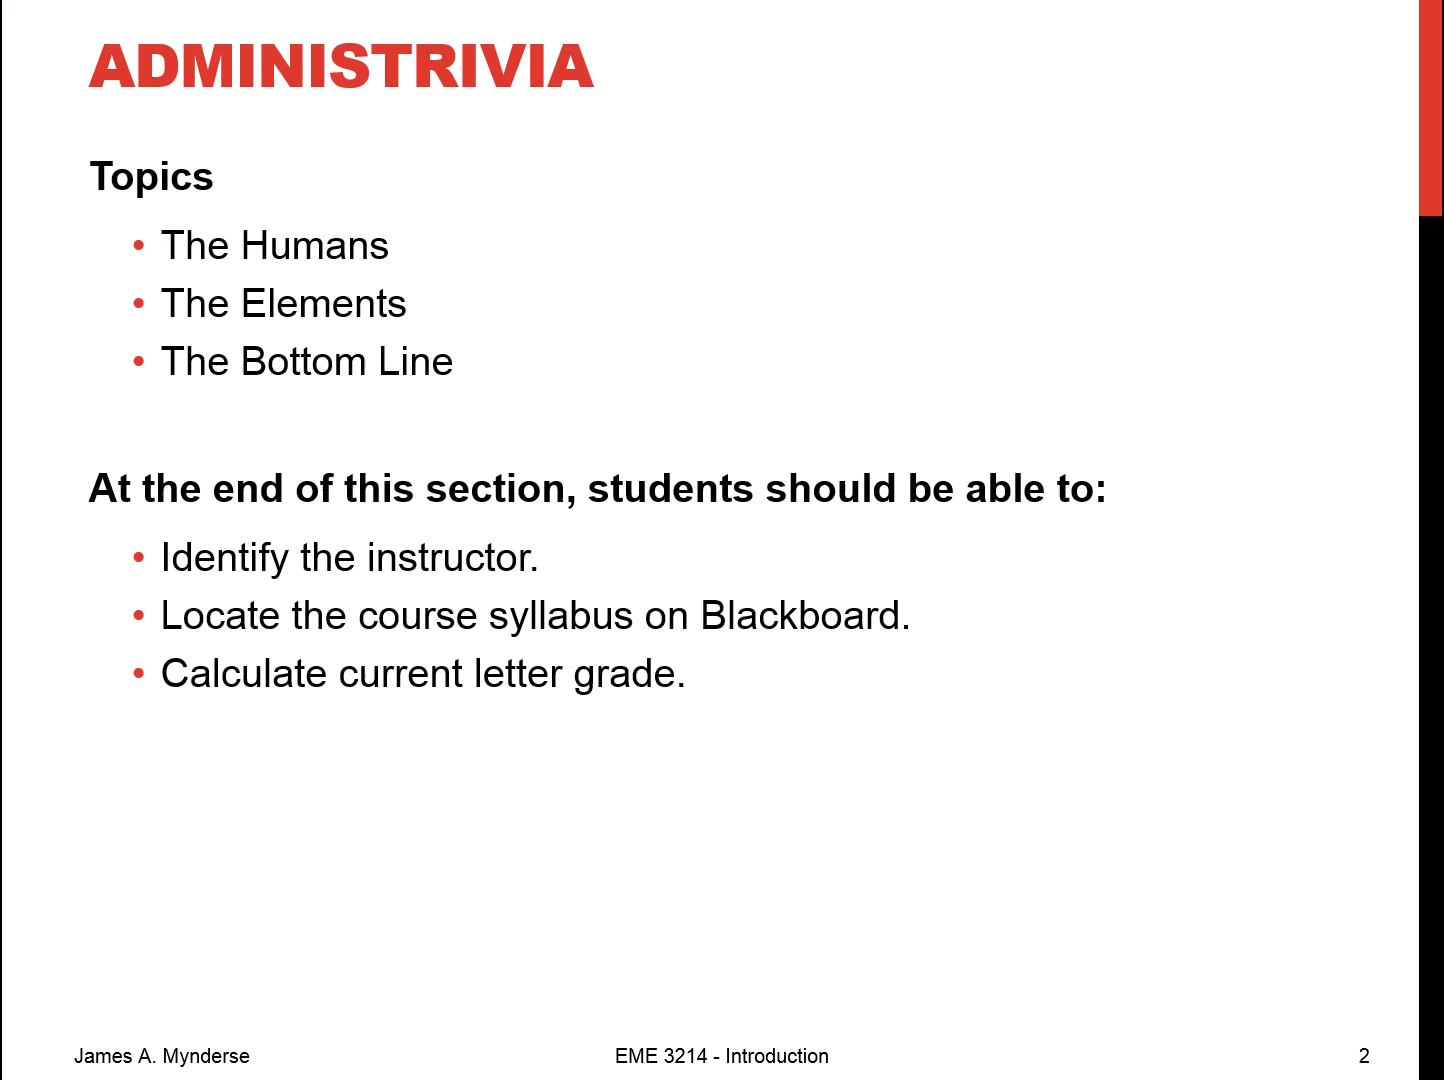 ADMINISTRIVIA
Topics
• The Humans
• The Elements
• The Bottom Line
At the end of this section, students should be able to:
• Identify the instructor.
• Locate the course syllabus on Blackboard.
• Calculate current letter grade.
James A. Mynderse
EME 3214 - Introduction
2